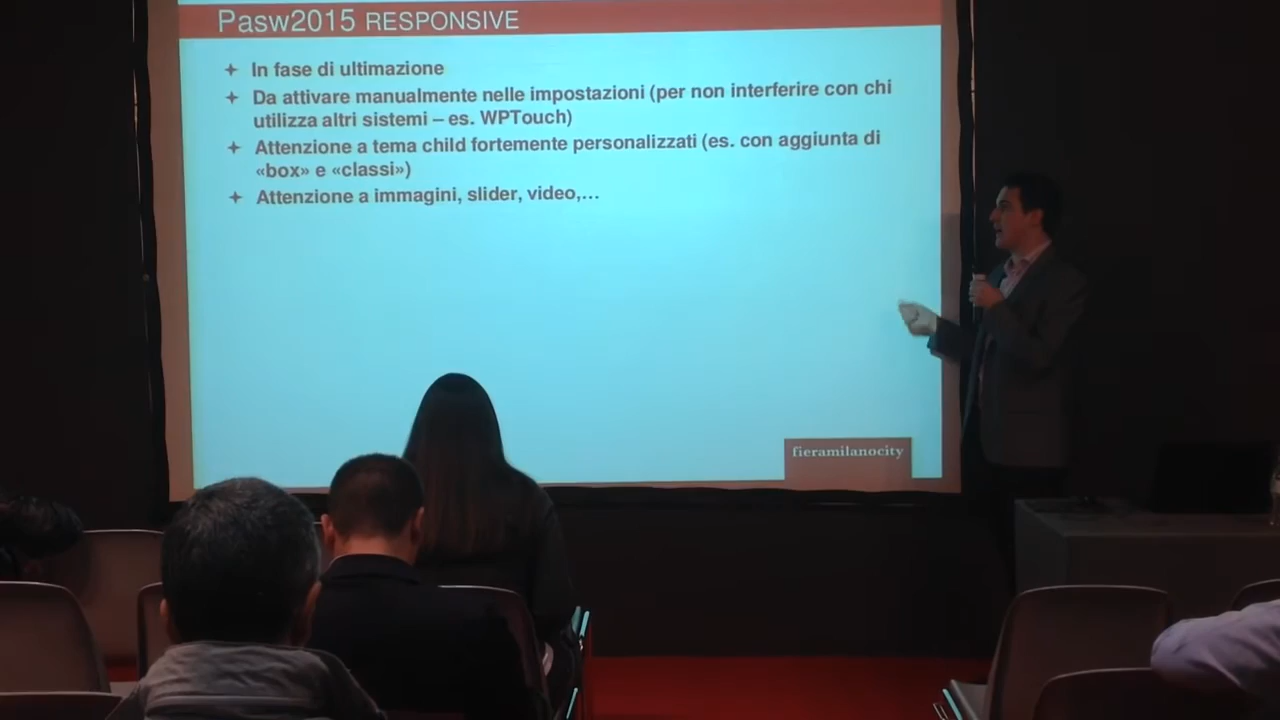 Pasw2015 RESPONSIVE
In fase di ultimazione
Da attivare manualmente nelle impostazioni (per non interferire con chi
utilizza altri sistemi – es. WPTouch)
Attenzione a tema child fortemente personalizzati (es. con aggiunta di
«box» e «classi»)
Attenzione a immagini, slider, video,…
fieramilanocity